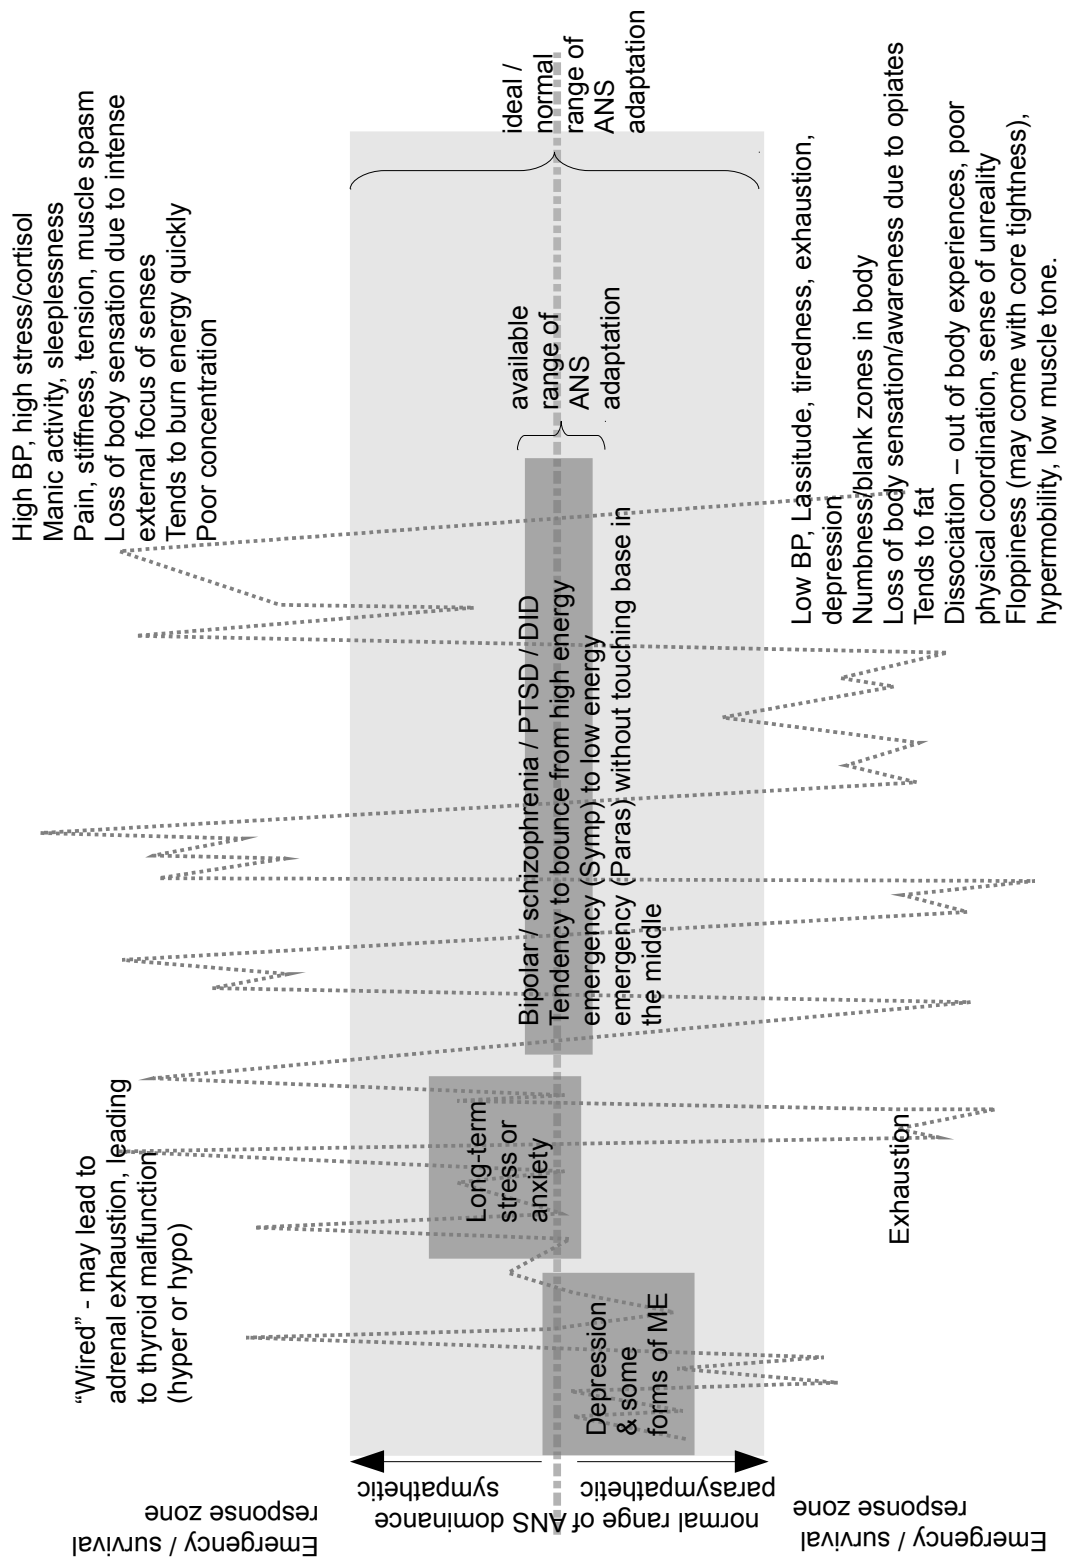 Emergency / survival
response zone
sympathetic
normal range of ANS dominance
parasympathetic
Emergency / survival
response zone
“Wired” - may lead to
adrenal exhaustion, leading
to thyroid malfunction
(hyper or hypo)
High BP, high stress/cortisol
Manic activity, sleeplessness
Pain, stiffness, tension, muscle spasm
Loss of body sensation due to intense
external focus of senses
Tends to burn energy quickly
Poor concentration
Depression
& some
forms of ME
Long-term
stress or
anxiety
Bipolar / schizophrenia / PTSD / DID
Tendency to bounce from high energy
emergency (Symp) to low energy
emergency (Paras) without touching base in
the middle
available
range of
ANS
adaptation
ideal /
normal
range of
ANS
adaptation
Exhaustion
Low BP, Lassitude, tiredness, exhaustion,
depression
Numbness/blank zones in body
Loss of body sensation/awareness due to opiates
Tends to fat
Dissociation – out of body experiences, poor
physical coordination, sense of unreality
Floppiness (may come with core tightness),
hypermobility, low muscle tone.